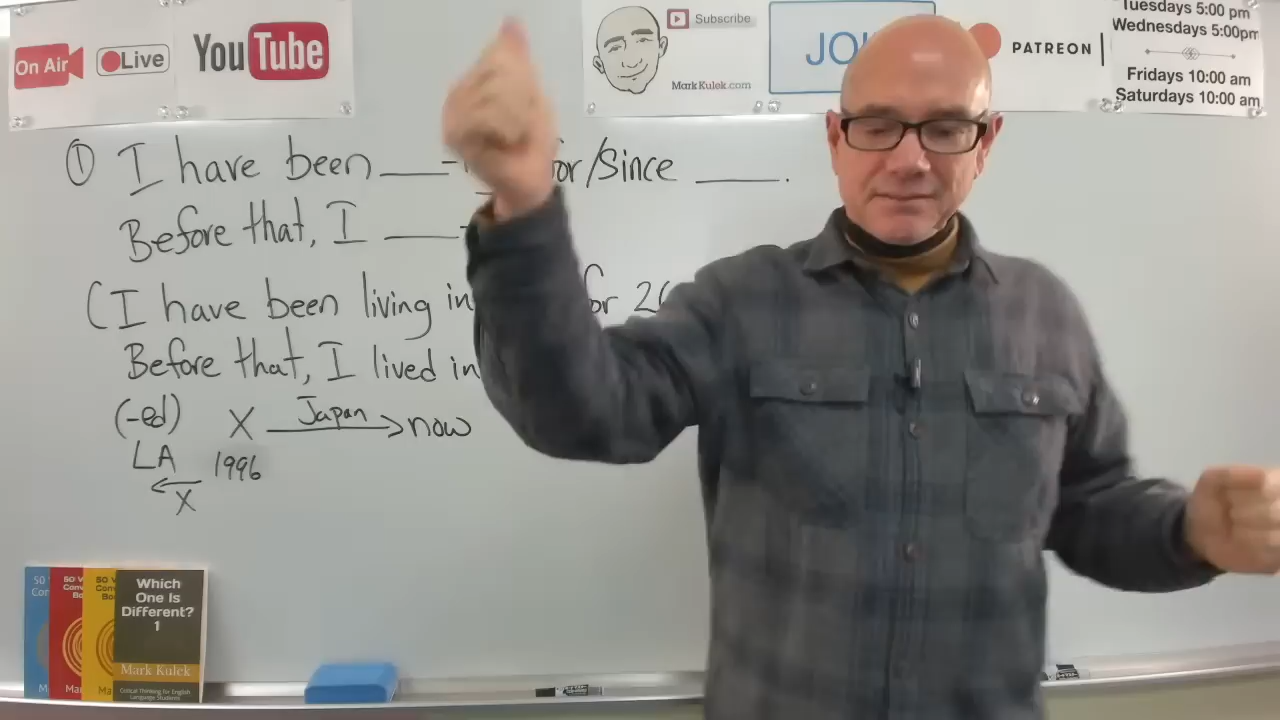 On Air
Live
YouTube
Subscribe
MarkKulek.com
PATREON
Tuesdays 5:00 pm
Wednesdays 5:00pm
Fridays 10:00 am
Saturdays 10:00 am
① I have been ___- /Since ___.
Before that, I ___-
(I have been living in
Before that, I lived in
(-ed) X Japan now
LA 1996
X
50
50
50
Which
One Is
Different?
1
Mark Kulek
Critical Thinking for English
Language Students